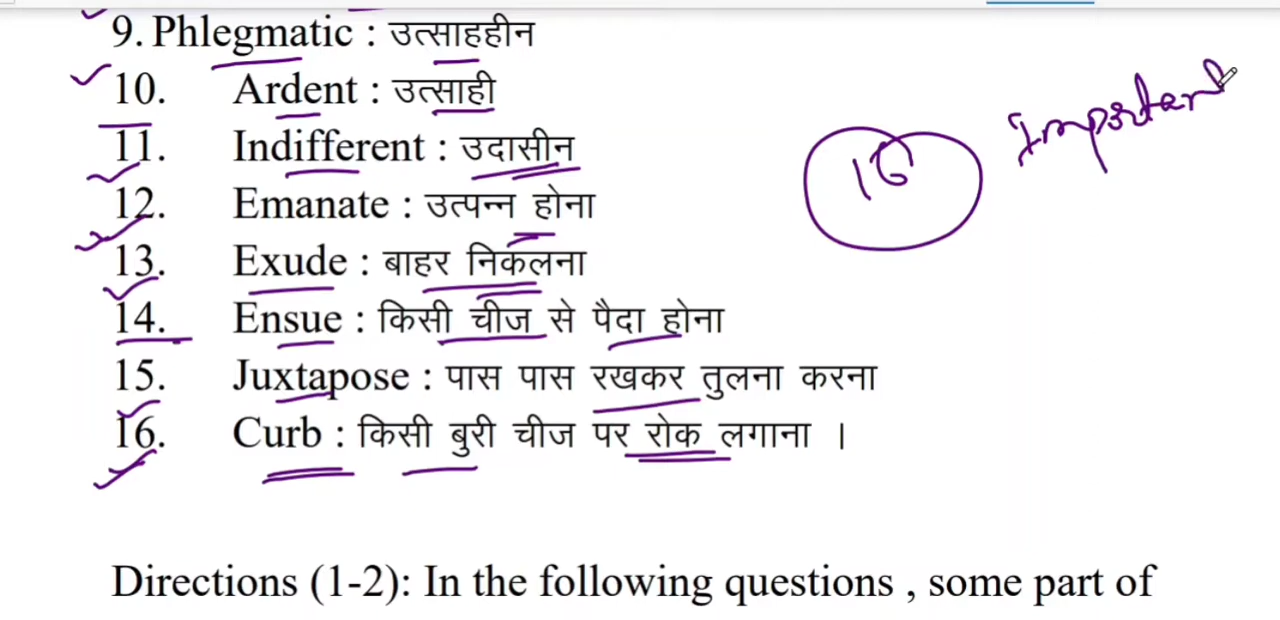 9. Phlegmatic : उत्साहहीन
10. Ardent : उत्साही
11. Indifferent : उदासीन
12. Emanate : उत्पन्न होना
13. Exude : बाहर निकलना
14. Ensue : किसी चीज से पैदा होना
15. Juxtapose : पास पास रखकर तुलना करना
16. Curb : किसी बुरी चीज पर रोक लगाना ।
16 Important
Directions (1-2): In the following questions , some part of